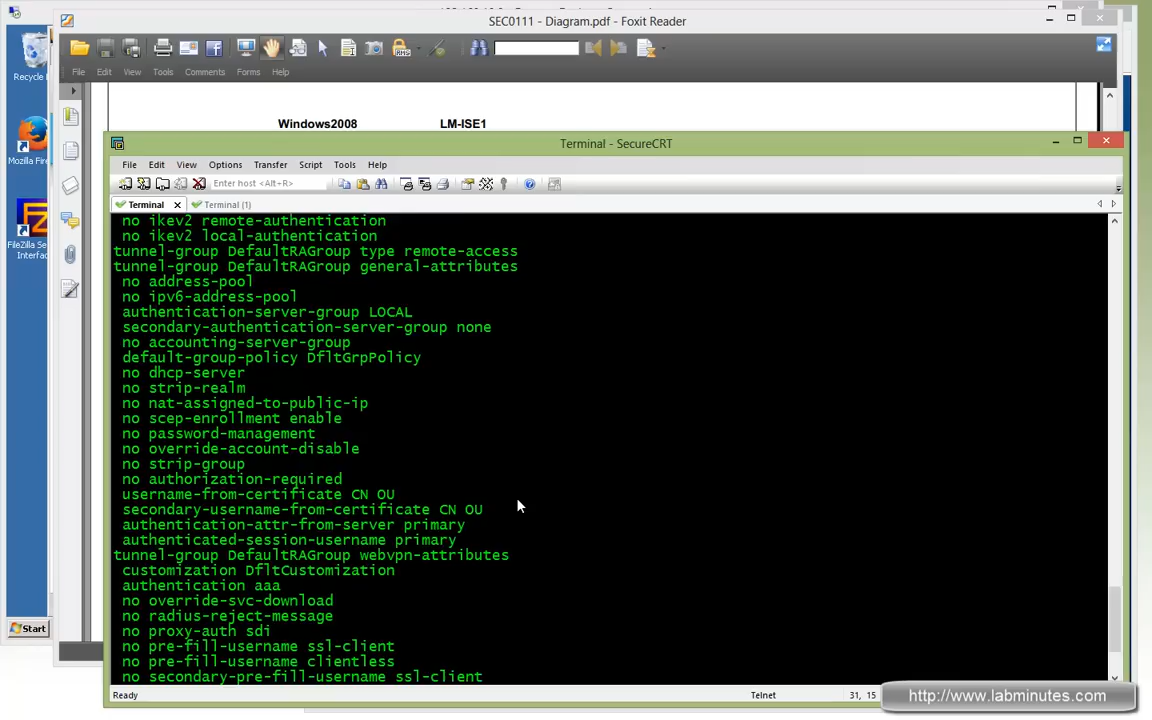 SEC0111 - Diagram.pdf - Foxit Reader
Recycle
File Edit View Tools Comments Forms Help
Mozilla Fire
FileZilla Se
Interfac
Start
Windows2008 LM-ISE1
Terminal - SecureCRT
File Edit View Options Transfer Script Tools Help
Enter host <Alt+R>
Terminal Terminal (1)
no ikev2 remote-authentication
no ikev2 local-authentication
tunnel-group DefaultRAGroup type remote-access
tunnel-group DefaultRAGroup general-attributes
no address-pool
no ipv6-address-pool
authentication-server-group LOCAL
secondary-authentication-server-group none
no accounting-server-group
default-group-policy DfltGrpPolicy
no dhcp-server
no strip-realm
no nat-assigned-to-public-ip
no scep-enrollment enable
no password-management
no override-account-disable
no strip-group
no authorization-required
username-from-certificate CN OU
secondary-username-from-certificate CN OU
authentication-attr-from-server primary
authenticated-session-username primary
tunnel-group DefaultRAGroup webvpn-attributes
customization DfltCustomization
authentication aaa
no override-svc-download
no radius-reject-message
no proxy-auth sdi
no pre-fill-username ssl-client
no pre-fill-username clientless
no secondary-pre-fill-username ssl-client
Ready Telnet 31, 15
http://www.labminutes.com